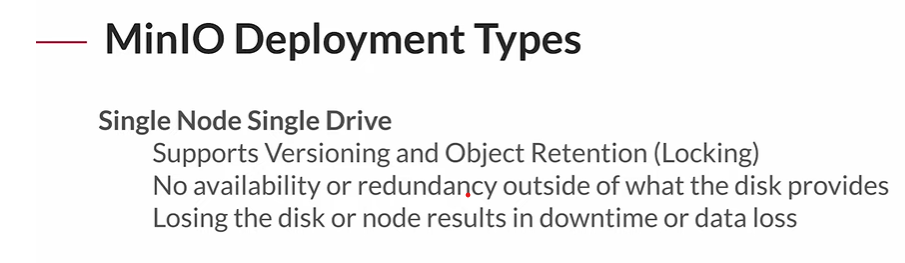 MinIO Deployment Types
Single Node Single Drive
Supports Versioning and Object Retention (Locking)
No availability or redundancy outside of what the disk provides
Losing the disk or node results in downtime or data loss